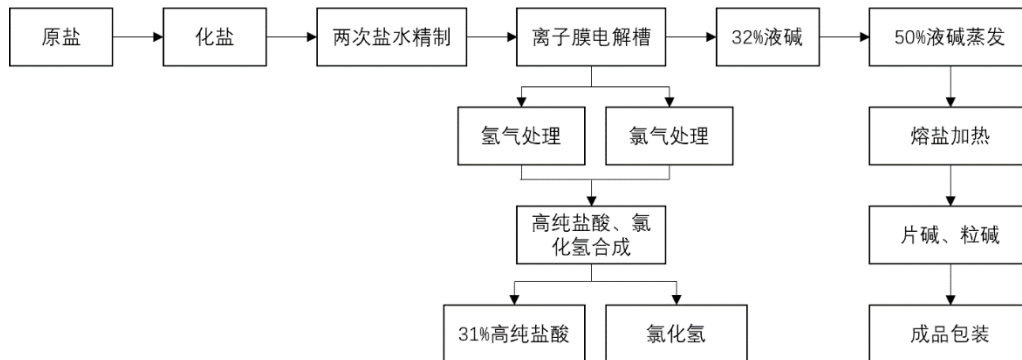 原盐
化盐
两次盐水精制
离子膜电解槽
32%液碱
50%液碱蒸发
氢气处理
氯气处理
熔盐加热
高纯盐酸、氯
化氢合成
片碱、粒碱
31%高纯盐酸
氯化氢
成品包装